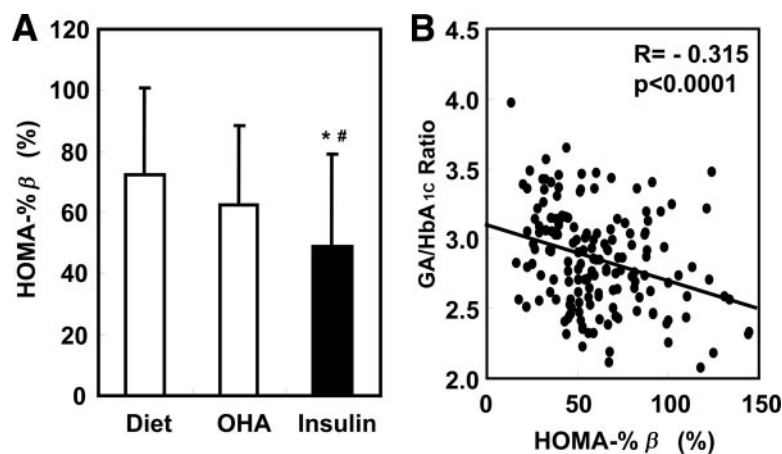 A
HOMA-% β (%)
120
100
80
60
40
20
0
* #
Diet OHA Insulin
B
GA/HbA1C Ratio
4.5
4.0
3.5
3.0
2.5
2.0
R= - 0.315
p<0.0001
0 50 100 150
HOMA-% β (%)